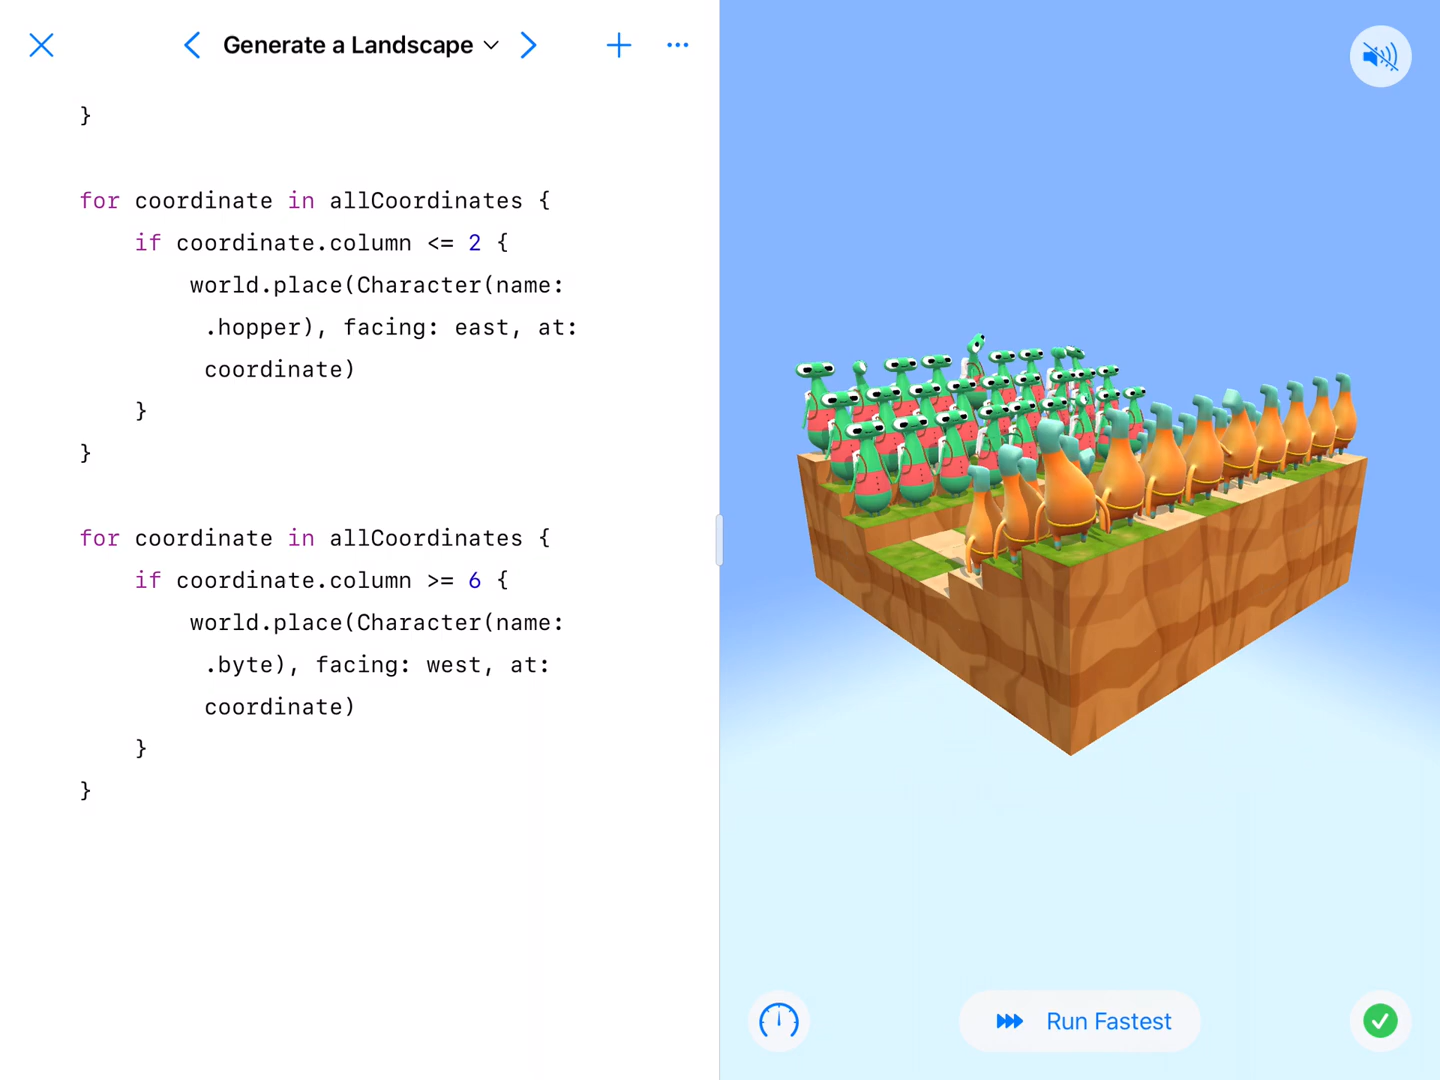 Generate a Landscape
}
for coordinate in allCoordinates {
if coordinate.column <= 2 {
world.place(Character(name:
.hopper), facing: east, at:
coordinate)
}
}
for coordinate in allCoordinates {
if coordinate.column >= 6 {
world.place(Character(name:
.byte), facing: west, at:
coordinate)
}
}
Run Fastest